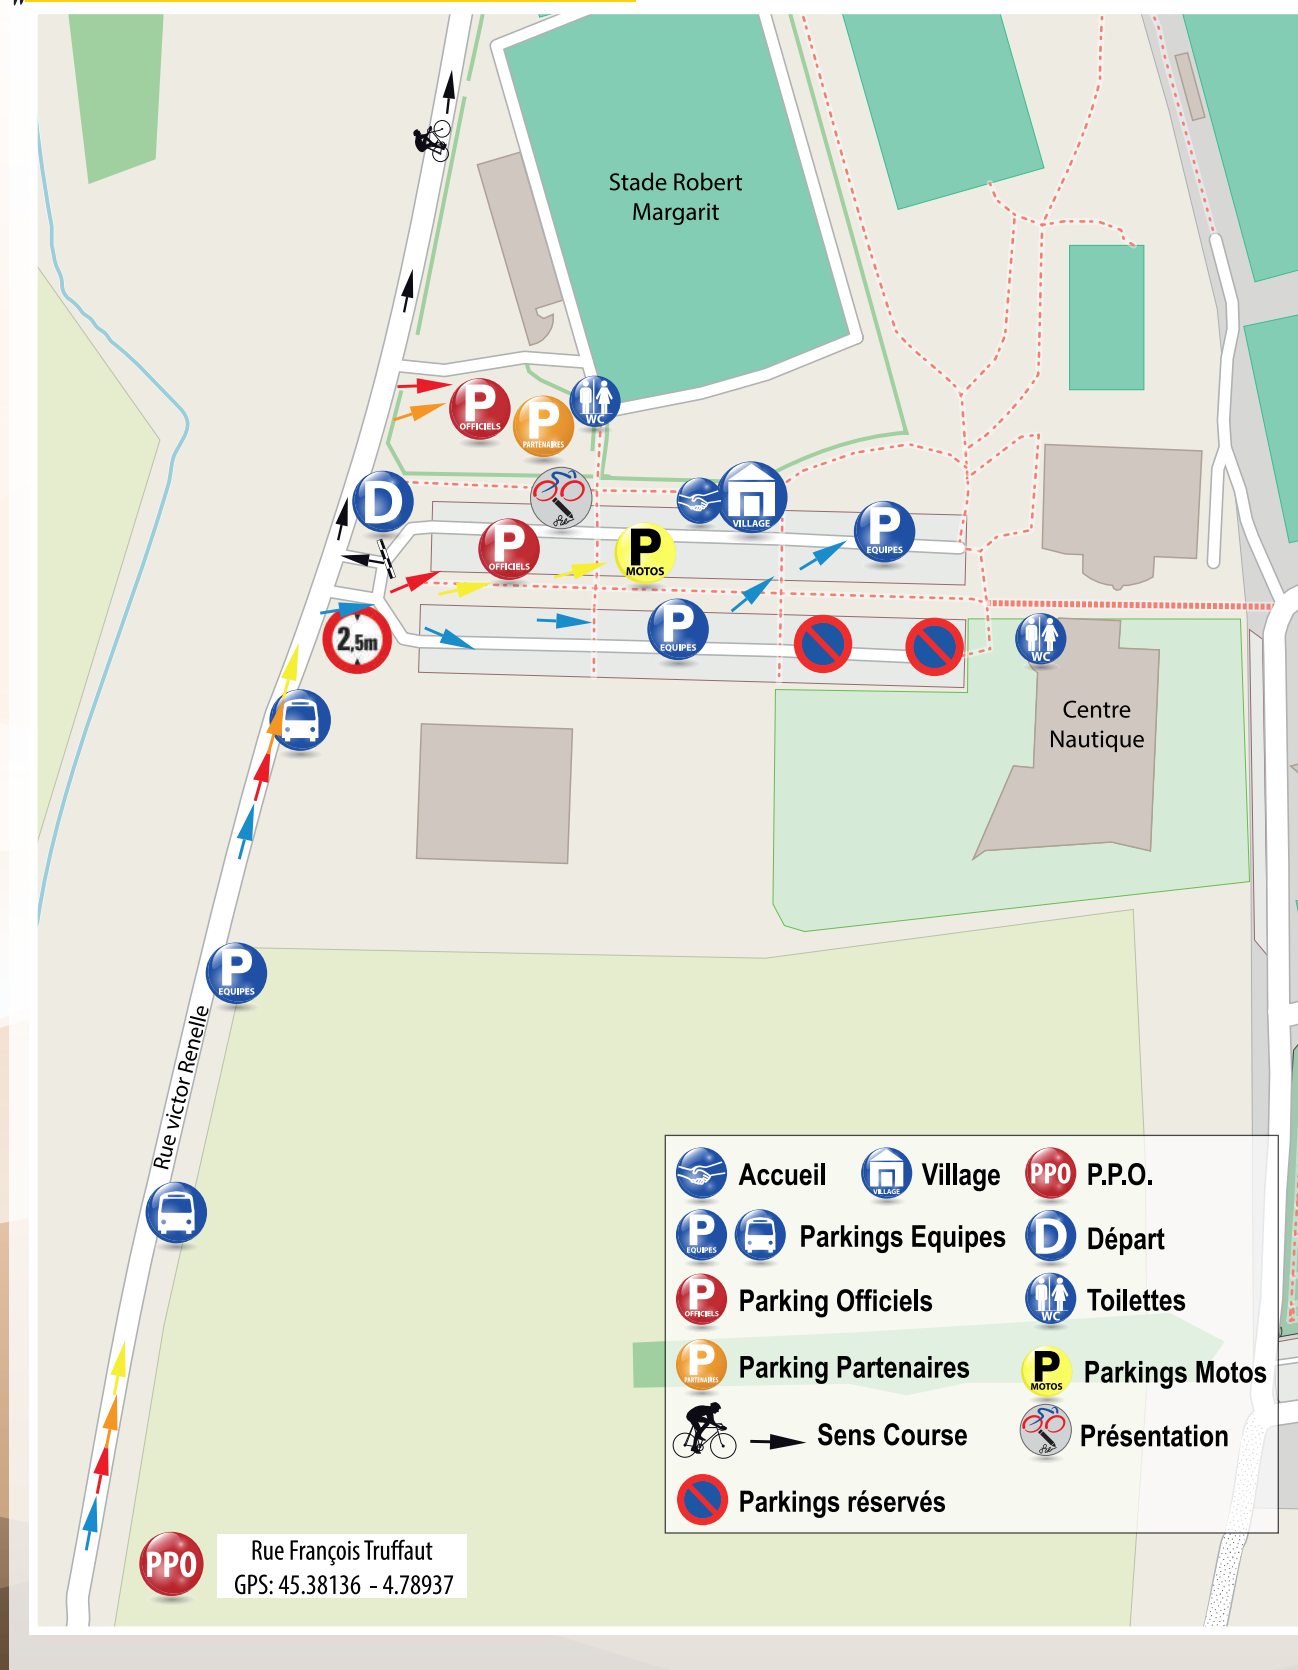 Stade Robert
Margarit
P
OFFICIELS
P
PARTENAIRES
WC
D
VILLAGE
P
EQUIPES
P
OFFICIELS
P
MOTOS
2,5m
P
EQUIPES
WC
Centre
Nautique
P
EQUIPES
Rue victor Renelle
Accueil
VILLAGE
Village
PPO
P.P.O.
P
EQUIPES
Parkings Equipes
D
Départ
P
OFFICIELS
Parking Officiels
WC
Toilettes
P
PARTENAIRES
Parking Partenaires
P
MOTOS
Parkings Motos
Sens Course
Présentation
Parkings réservés
PPO
Rue François Truffaut
GPS: 45.38136 - 4.78937